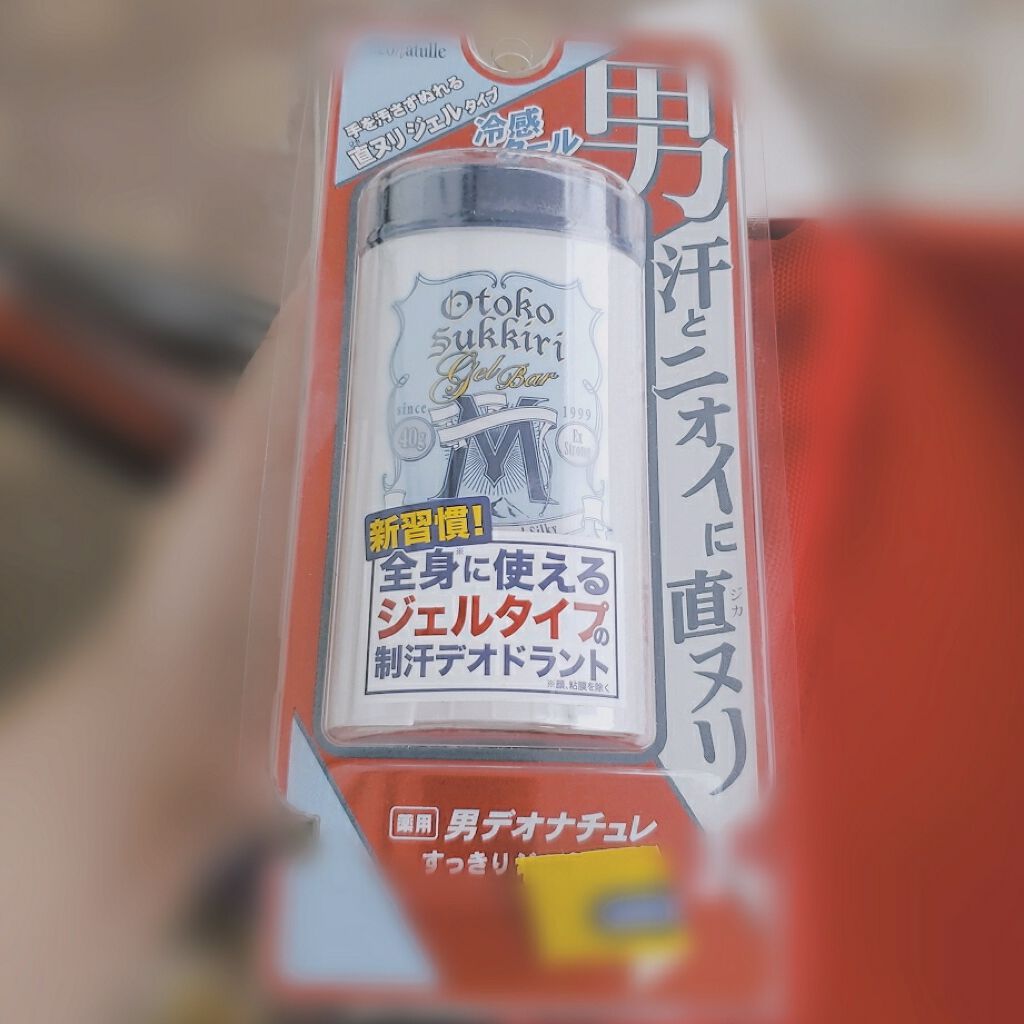 atulle
手を汚さずぬれる
直ヌリ ジェルタイプ
冷感
クール
男
汗とニオイに直ヌリ
ジカ
Otoko
Sukkiri
Gel Bar
since 1999
40g
Ex
Strong
M
Silky
新習慣!
全身※に使える
ジェルタイプの
制汗デオドラント
※顔、粘膜を除く
薬用 男デオナチュレ
すっきり